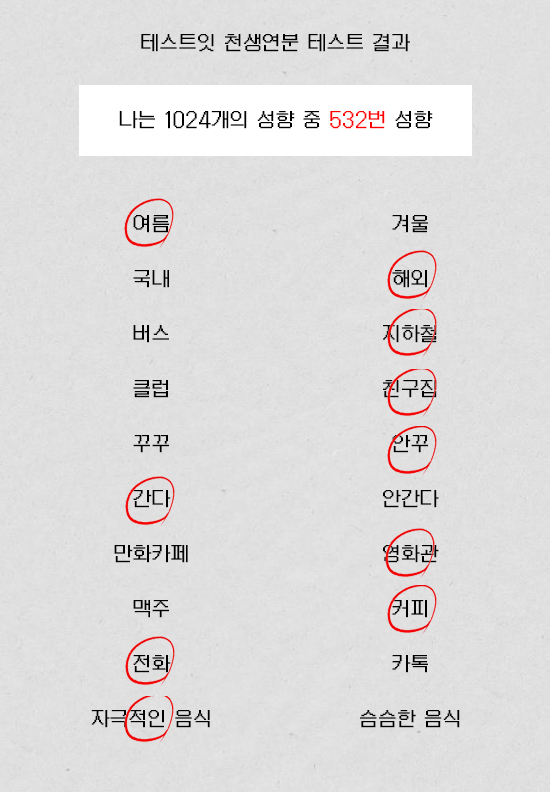 테스트잇 천생연분 테스트 결과
나는 1024개의 성향 중 532번 성향
여름 겨울
국내 해외
버스 지하철
클럽 친구집
꾸꾸 안꾸
간다 안간다
만화카페 영화관
맥주 커피
전화 카톡
자극적인 음식 슴슴한 음식